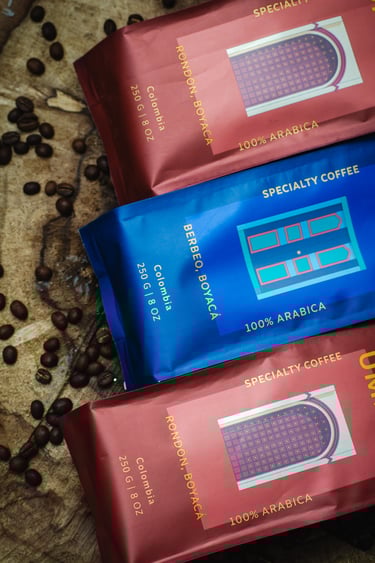 SPECIALTY
RONDON, BOYACÁ
Colombia
250 G | 8 OZ
100% ARABICA
SPECIALTY COFFEE
BERBEO, BOYACÁ
Colombia
250 G | 8 OZ
100% ARABICA
SPECIALTY COFFEE
RONDON, BOYACÁ
Colombia
250 G | 8 OZ
100% ARABICA